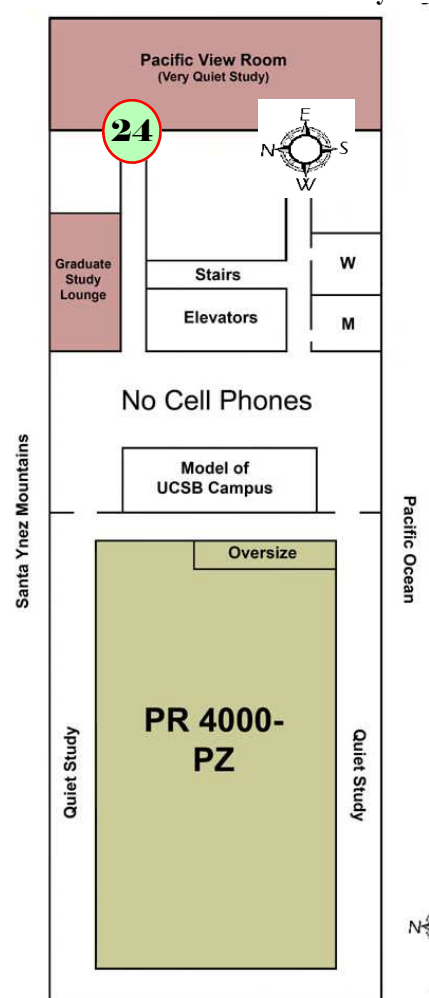 Pacific View Room
(Very Quiet Study)
24
E
N
S
W
Graduate
Study
Lounge
Stairs
W
Elevators
M
No Cell Phones
Model of
UCSB Campus
Santa Ynez Mountains
Pacific Ocean
Oversize
PR 4000-
PZ
Quiet Study
Quiet Study
N